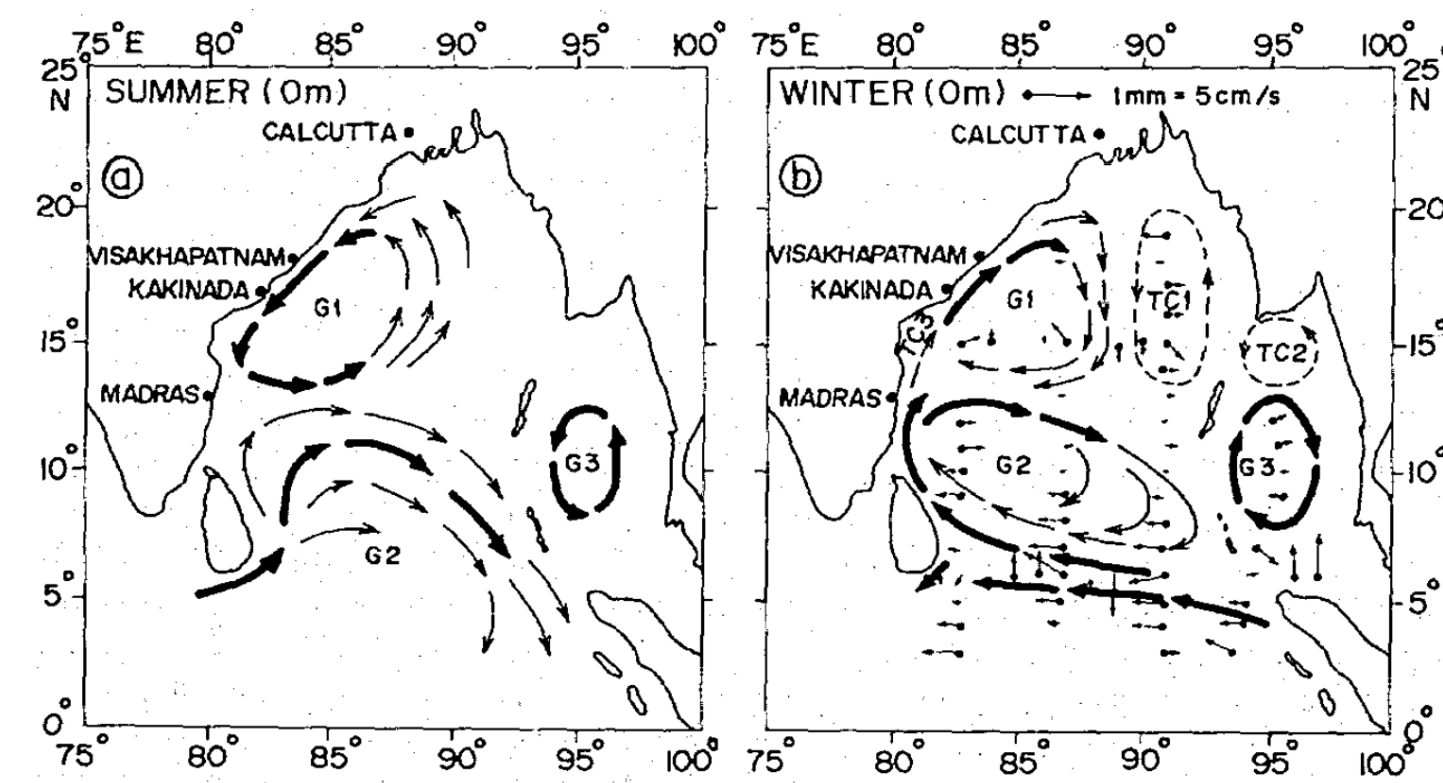 75°E 80° 85° 90° 95° 100°
25°
N
SUMMER (0m)
CALCUTTA
a
20°
VISAKHAPATNAM
KAKINADA
G1
15°
MADRAS
10°
G3
G2
5°
0°
75° 80° 85° 90° 95° 100°
75°E 80° 85° 90° 95° 100°
25°
N
WINTER (0m) 1mm = 5cm/s
CALCUTTA
b
20°
VISAKHAPATNAM
KAKINADA
G1
TC1
TC3
15°
TC2
MADRAS
G2
G3
10°
5°
0°
75° 80° 85° 90° 95° 100°